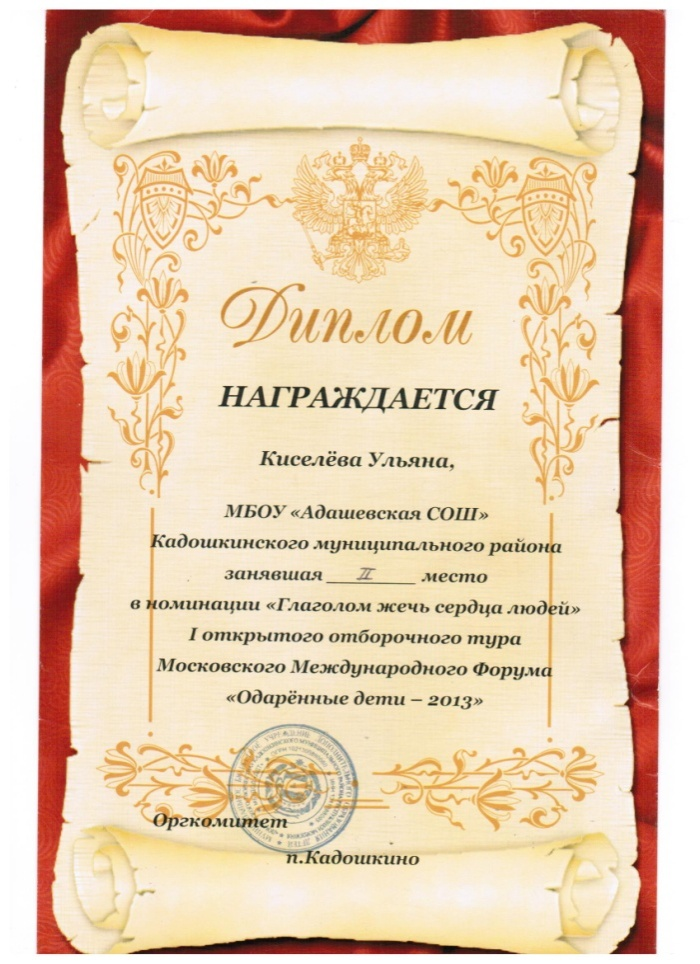 Диплом
НАГРАЖДАЕТСЯ
Киселёва Ульяна,
МБОУ «Адашевская СОШ»
Кадошкинского муниципального района
занявшая II место
в номинации «Глаголом жечь сердца людей»
I открытого отборочного тура
Московского Международного Форума
«Одарённые дети – 2013»
Оргкомитет
п.Кадошкино